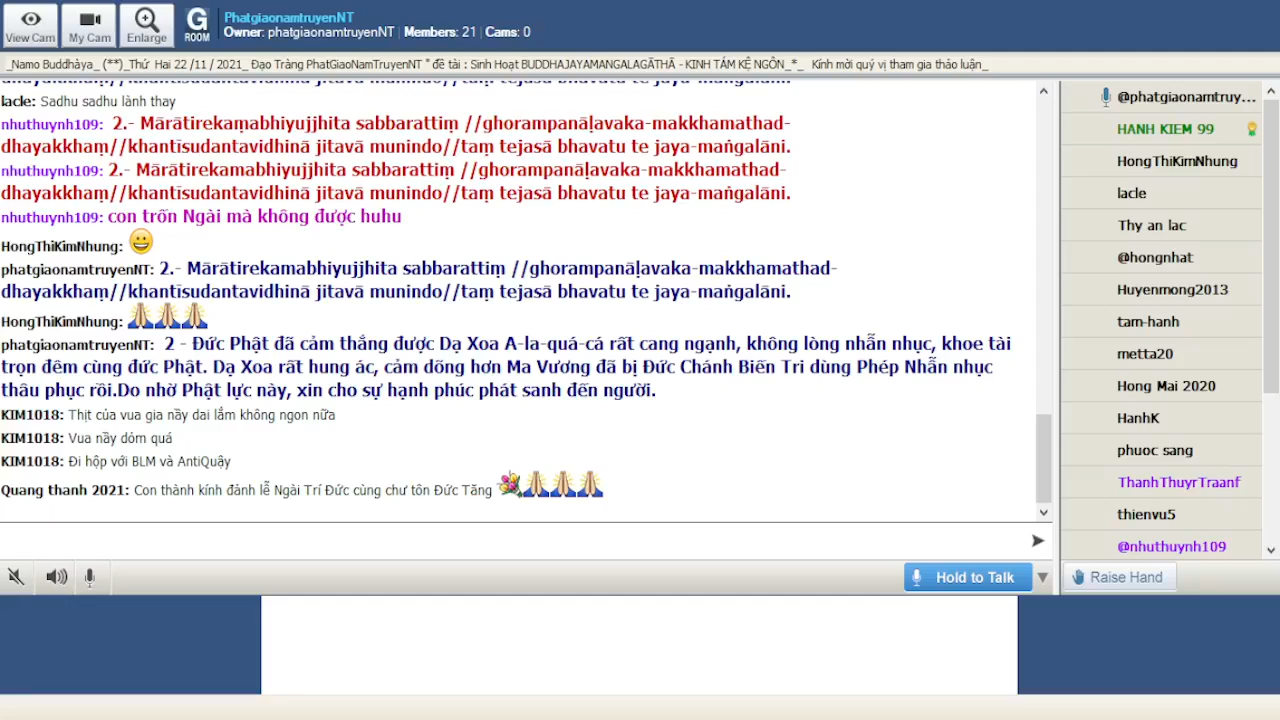 View Cam
My Cam
Enlarge
G
ROOM
PhatgiaonamtruyenNT
Owner: phatgiaonamtruyenNT | Members: 21 | Cams: 0
_Namo Buddhàya_ (**)_Thứ Hai 22 /11 / 2021_ Đạo Tràng PhatGiaoNamTruyenNT " đề tài : Sinh Hoạt BUDDHAJAYAMANGALAGĀTHĀ - KINH TÁM KỆ NGÔN_*_ Kính mời quý vị tham gia thảo luận_
lacle: Sadhu sadhu lành thay
nhuthuynh109: 2.- Mārātirekaṃabhiyujjhita sabbarattiṃ //ghorampanāḷavaka-makkhamathad-
dhayakkhaṃ//khantīsudantavidhinā jitavā munindo//taṃ tejasā bhavatu te jaya-maṅgalāni.
nhuthuynh109: 2.- Mārātirekamabhiyujjhita sabbarattiṃ //ghorampanāḷavaka-makkhamathad-
dhayakkhaṃ//khantīsudantavidhinā jitavā munindo//taṃ tejasā bhavatu te jaya-maṅgalāni.
nhuthuynh109: con trốn Ngài mà không được huhu
HongThiKimNhung:
phatgiaonamtruyenNT: 2.- Mārātirekamabhiyujjhita sabbarattiṃ //ghorampanāḷavaka-makkhamathad-
dhayakkhaṃ//khantīsudantavidhinā jitavā munindo//taṃ tejasā bhavatu te jaya-maṅgalāni.
HongThiKimNhung:
phatgiaonamtruyenNT: 2 - Đức Phật đã cảm thắng được Dạ Xoa A-la-quá-cá rất cang ngạnh, không lòng nhẫn nhục, khoe tài
trọn đêm cùng đức Phật. Dạ Xoa rất hung ác, cảm dõng hơn Ma Vương đã bị Đức Chánh Biến Tri dùng Phép Nhẫn nhục
thâu phục rồi.Do nhờ Phật lực này, xin cho sự hạnh phúc phát sanh đến người.
KIM1018: Thịt của vua gia nầy dai lắm không ngon nữa
KIM1018: Vua nầy dóm quá
KIM1018: Đi hộp với BLM và AntiQuậy
Quang thanh 2021: Con thành kính đảnh lễ Ngài Trí Đức cùng chư tôn Đức Tăng
Hold to Talk
@phatgiaonamtruy...
HANH KIEM 99
HongThiKimNhung
lacle
Thy an lac
@hongnhat
Huyenmong2013
tam-hanh
metta20
Hong Mai 2020
HanhK
phuoc sang
ThanhThuyrTraanf
thienvu5
@nhuthuynh109
Raise Hand